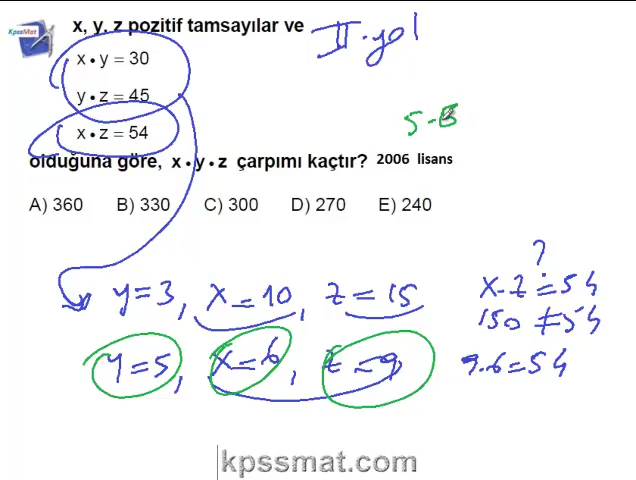 KpssMat
x, y, z pozitif tamsayılar ve
II. yol
x • y = 30
y • z = 45
5-6
x • z = 54
olduğuna göre, x • y • z çarpımı kaçtır? 2006 lisans
A) 360 B) 330 C) 300 D) 270 E) 240
?
y=3, x=10, z=15 x.z=54
150 ≠ 54
y=5, x=6, z=9 9.6=54
kpssmat.com